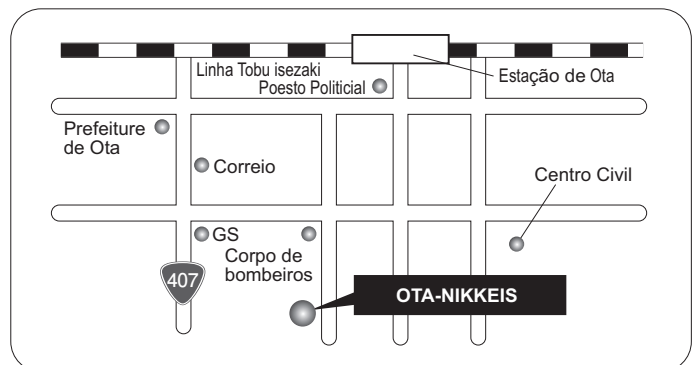 Linha Tobu isezaki
Estação de Ota
Poesto Politicial
Prefeiture
de Ota
Correio
Centro Civil
GS
Corpo de
bombeiros
407
OTA-NIKKEIS